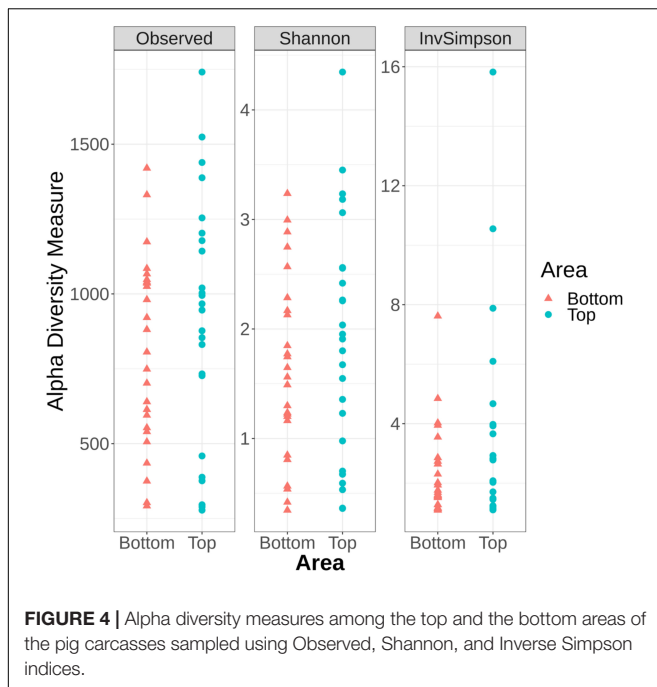 Observed
Shannon
InvSimpson
Alpha Diversity Measure
1500
1000
500
4
3
2
1
16
12
8
4
Bottom Top
Bottom Top
Bottom Top
Area
Area
Bottom
Top
FIGURE 4 | Alpha diversity measures among the top and the bottom areas of
the pig carcasses sampled using Observed, Shannon, and Inverse Simpson
indices.